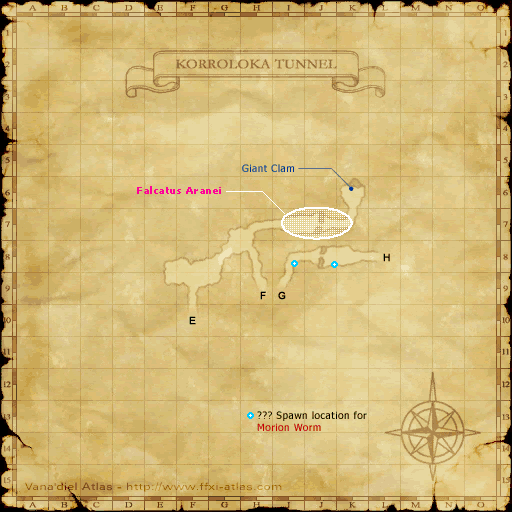 A B C D E F G H I J K L M N O
KORROLOKA TUNNEL
Giant Clam
Falcatus Aranei
H
F G
E
??? Spawn location for
Morion Worm
Vana'diel Atlas - http://www.ffxi-atlas.com
1
2
3
4
5
6
7
8
9
10
11
12
13
14
15